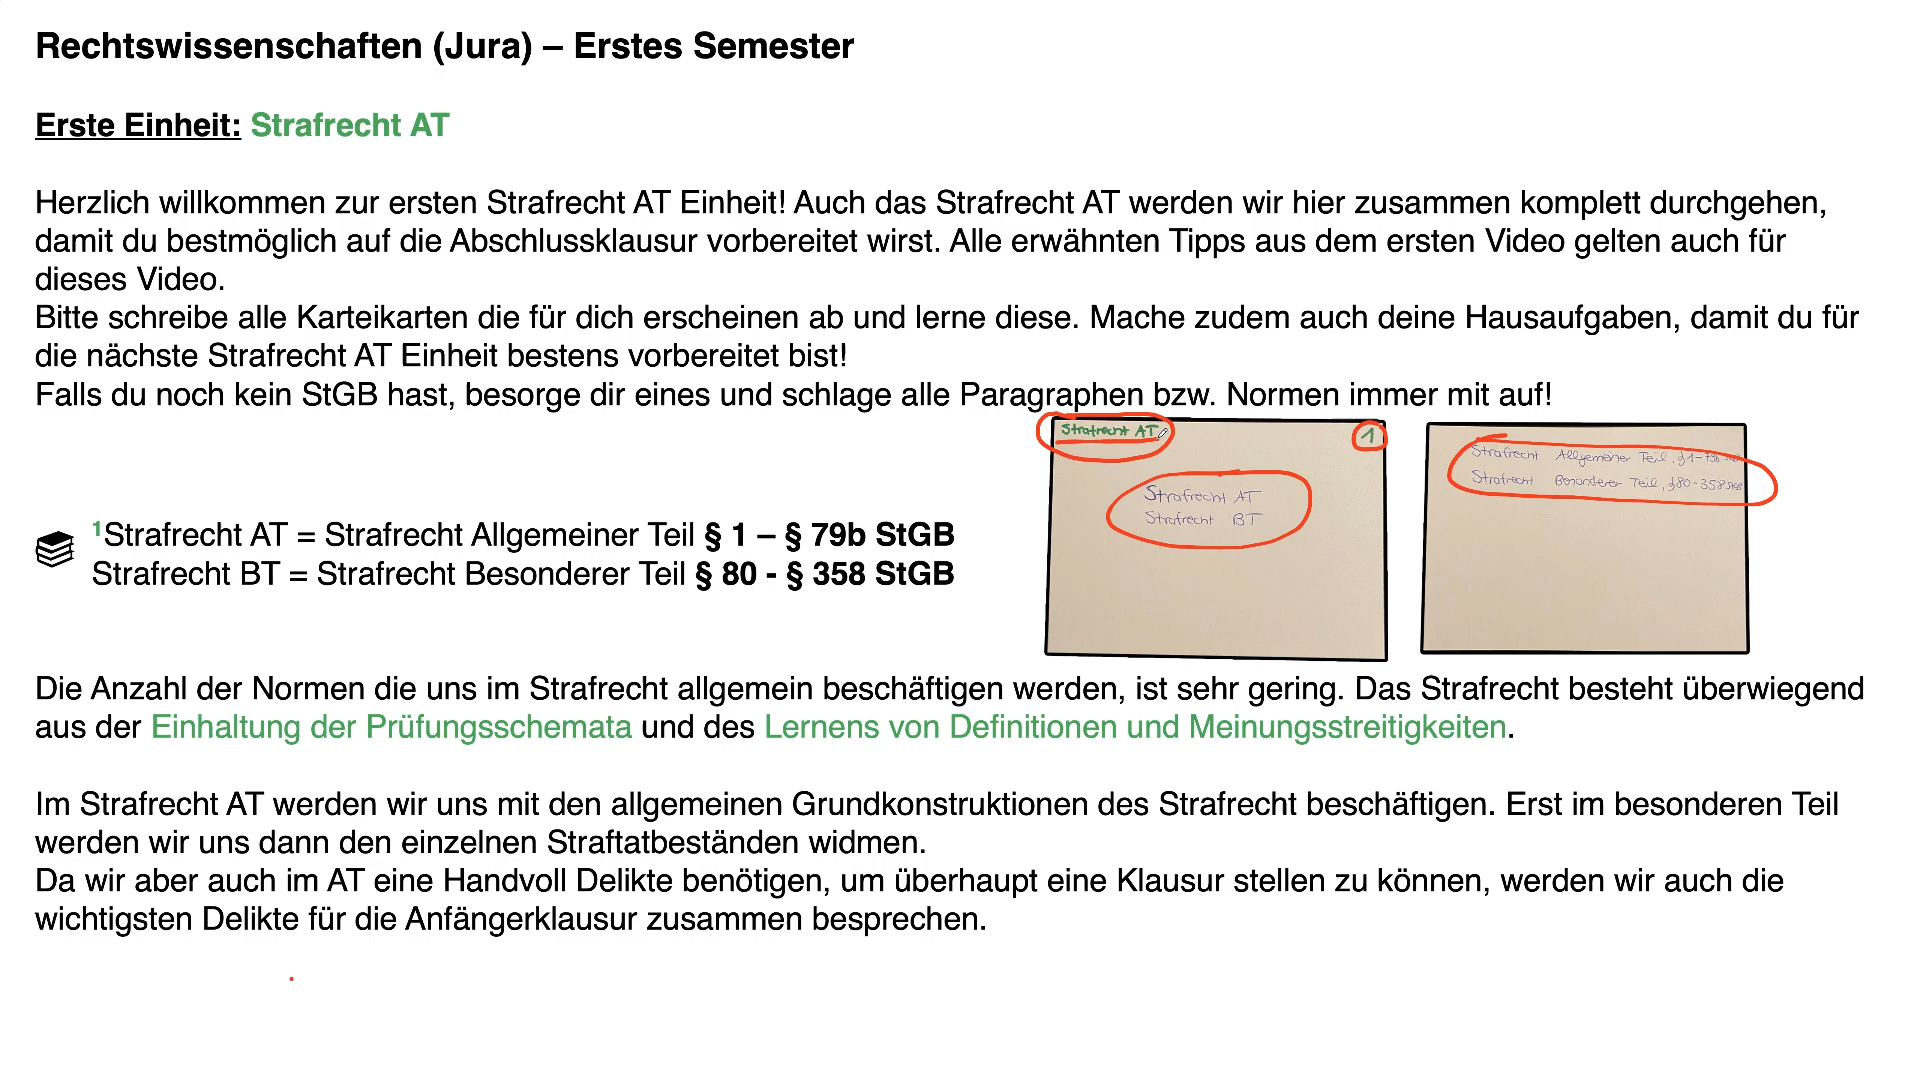 Rechtswissenschaften (Jura) – Erstes Semester
Erste Einheit: Strafrecht AT
Herzlich willkommen zur ersten Strafrecht AT Einheit! Auch das Strafrecht AT werden wir hier zusammen komplett durchgehen,
damit du bestmöglich auf die Abschlussklausur vorbereitet wirst. Alle erwähnten Tipps aus dem ersten Video gelten auch für
dieses Video.
Bitte schreibe alle Karteikarten die für dich erscheinen ab und lerne diese. Mache zudem auch deine Hausaufgaben, damit du für
die nächste Strafrecht AT Einheit bestens vorbereitet bist!
Falls du noch kein StGB hast, besorge dir eines und schlage alle Paragraphen bzw. Normen immer mit auf!
Strafrecht AT 1
Strafrecht AT
Strafrecht BT
Strafrecht Allgemeiner Teil, § 1-79b
Strafrecht Besonderer Teil, § 80-358 StGB
1Strafrecht AT = Strafrecht Allgemeiner Teil § 1 – § 79b StGB
Strafrecht BT = Strafrecht Besonderer Teil § 80 - § 358 StGB
Die Anzahl der Normen die uns im Strafrecht allgemein beschäftigen werden, ist sehr gering. Das Strafrecht besteht überwiegend
aus der Einhaltung der Prüfungsschemata und des Lernens von Definitionen und Meinungsstreitigkeiten.
Im Strafrecht AT werden wir uns mit den allgemeinen Grundkonstruktionen des Strafrecht beschäftigen. Erst im besonderen Teil
werden wir uns dann den einzelnen Straftatbeständen widmen.
Da wir aber auch im AT eine Handvoll Delikte benötigen, um überhaupt eine Klausur stellen zu können, werden wir auch die
wichtigsten Delikte für die Anfängerklausur zusammen besprechen.